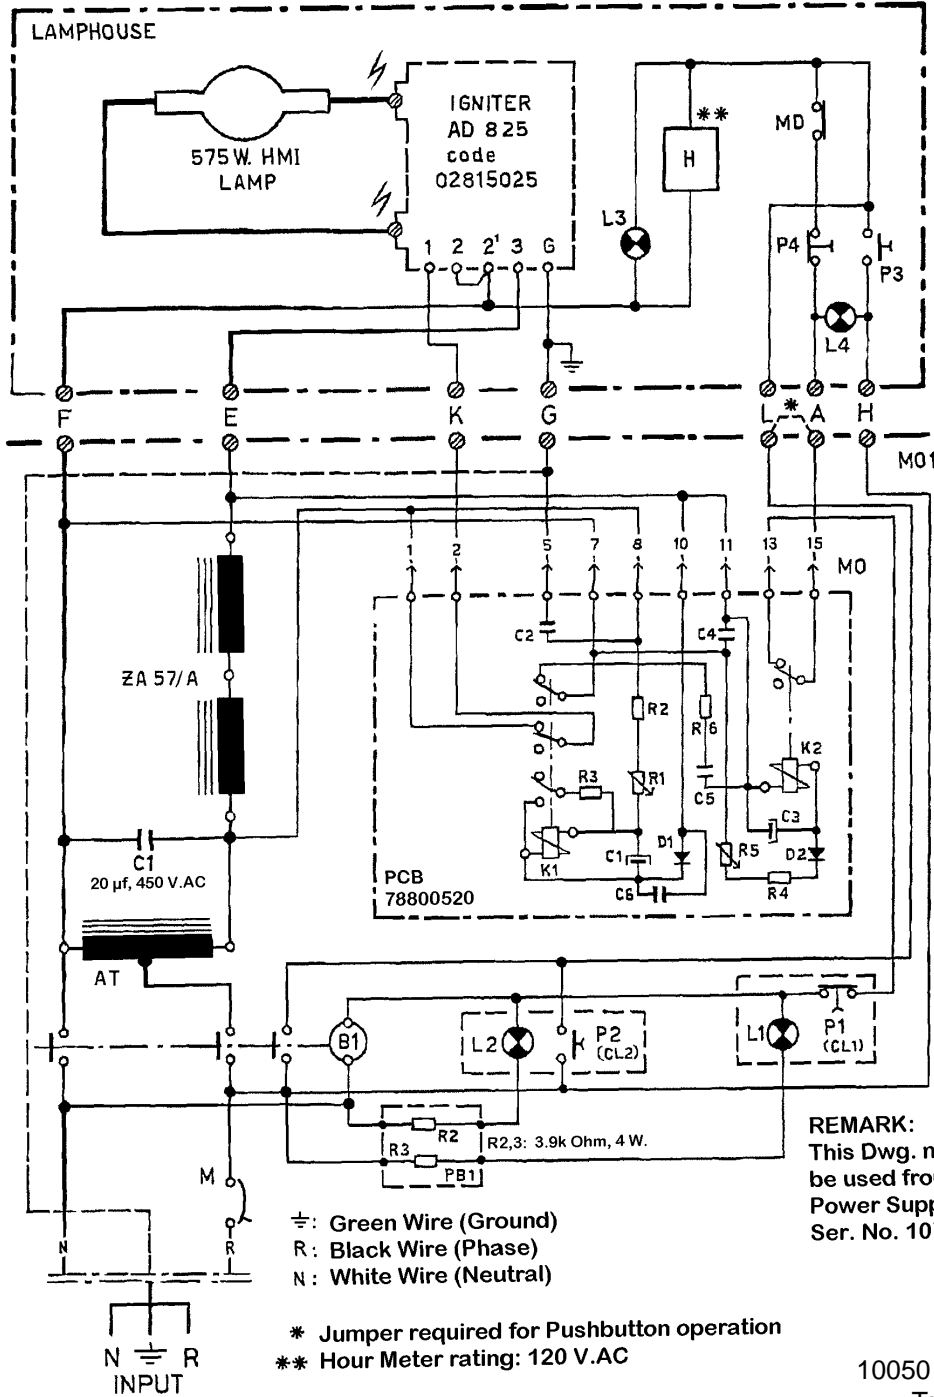 LAMPHOUSE
575W. HMI
LAMP
IGNITER
AD 825
code
02815025
1 2 2' 3 G
**
H
MD
L3
P4
P3
L4
F E K G L * A H
M01
1 2 5 7 8 10 11 13 15
M0
C2
C4
ZA 57/A
R2
R6
K2
R3
R1
C5
C3
C1
20 µf, 450 V.AC
K1
C1
D1
R5
D2
C6
R4
PCB
78800520
AT
B1
L2
P2
(CL2)
L1
P1
(CL1)
R2
R3
PB1
R2,3: 3.9k Ohm, 4 W.
REMARK:
This Dwg.
be used
Power
Ser. No. 10
M
N
R
⏚: Green Wire (Ground)
R: Black Wire (Phase)
N: White Wire (Neutral)
* Jumper required for Pushbutton operation
** Hour Meter rating: 120 V.AC
N ⏚ R
INPUT
10050